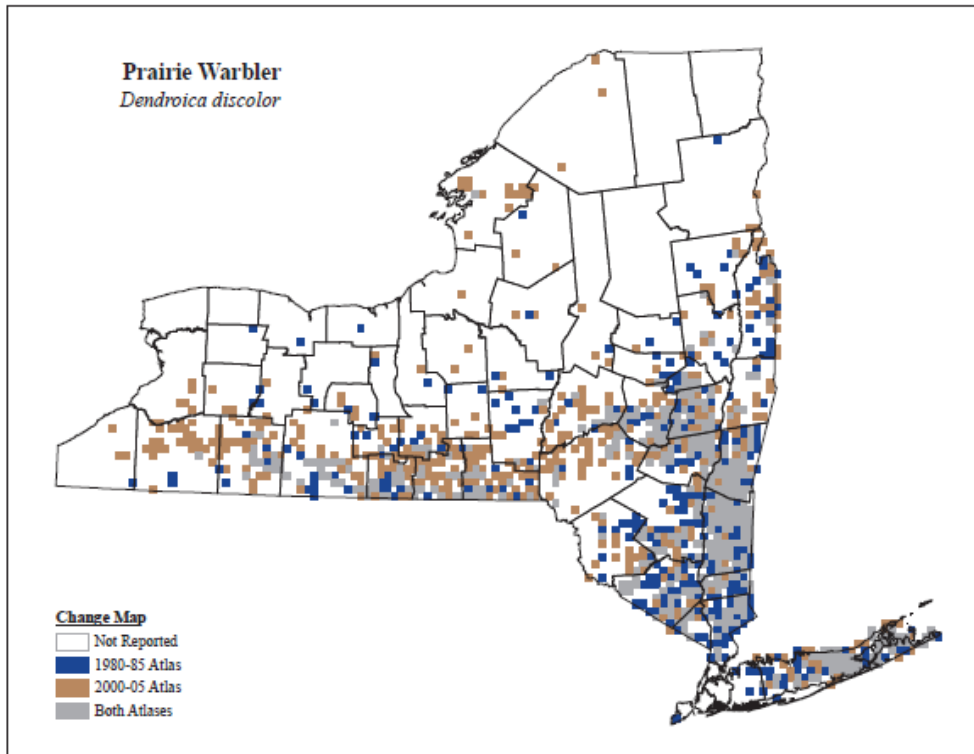 Prairie Warbler
Dendroica discolor
Change Map
Not Reported
1980-85 Atlas
2000-05 Atlas
Both Atlases